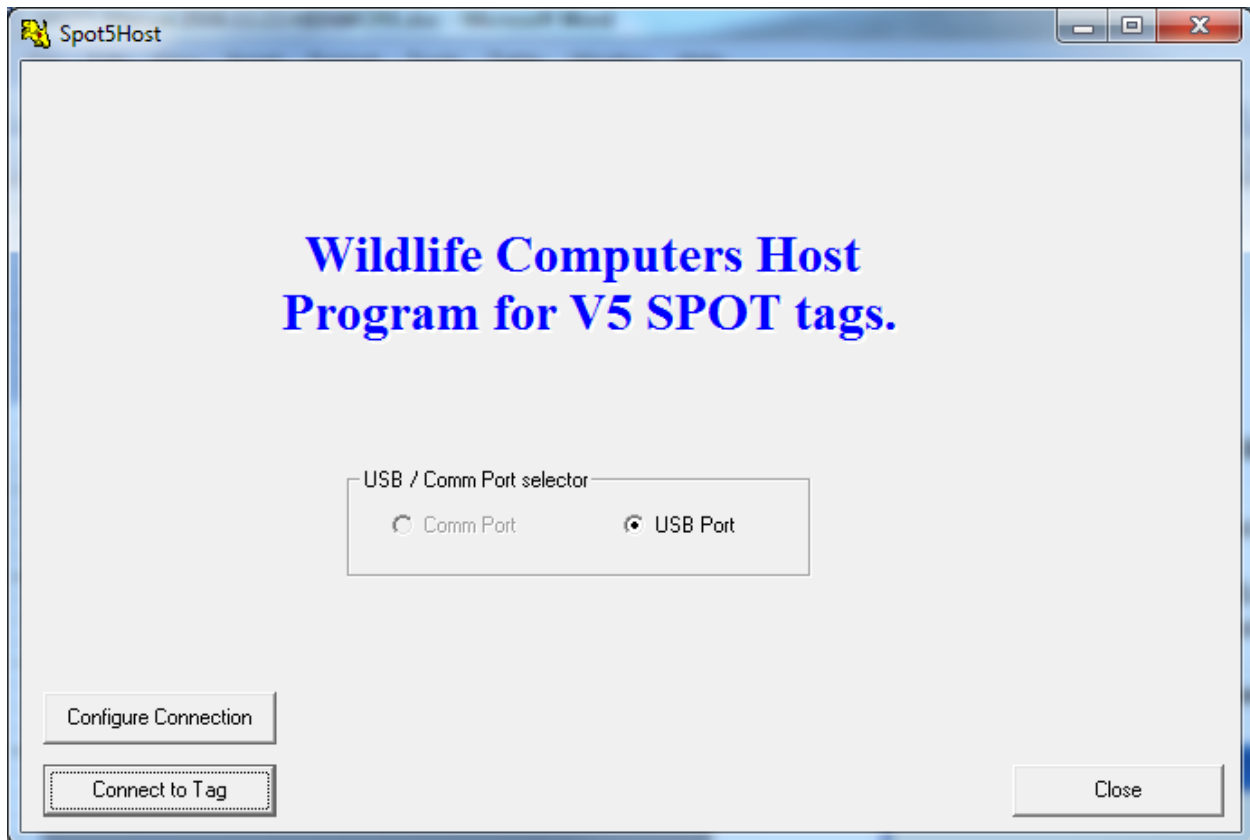 Spot5Host
Wildlife Computers Host
Program for V5 SPOT tags.
USB / Comm Port selector
Comm Port
USB Port
Configure Connection
Connect to Tag
Close